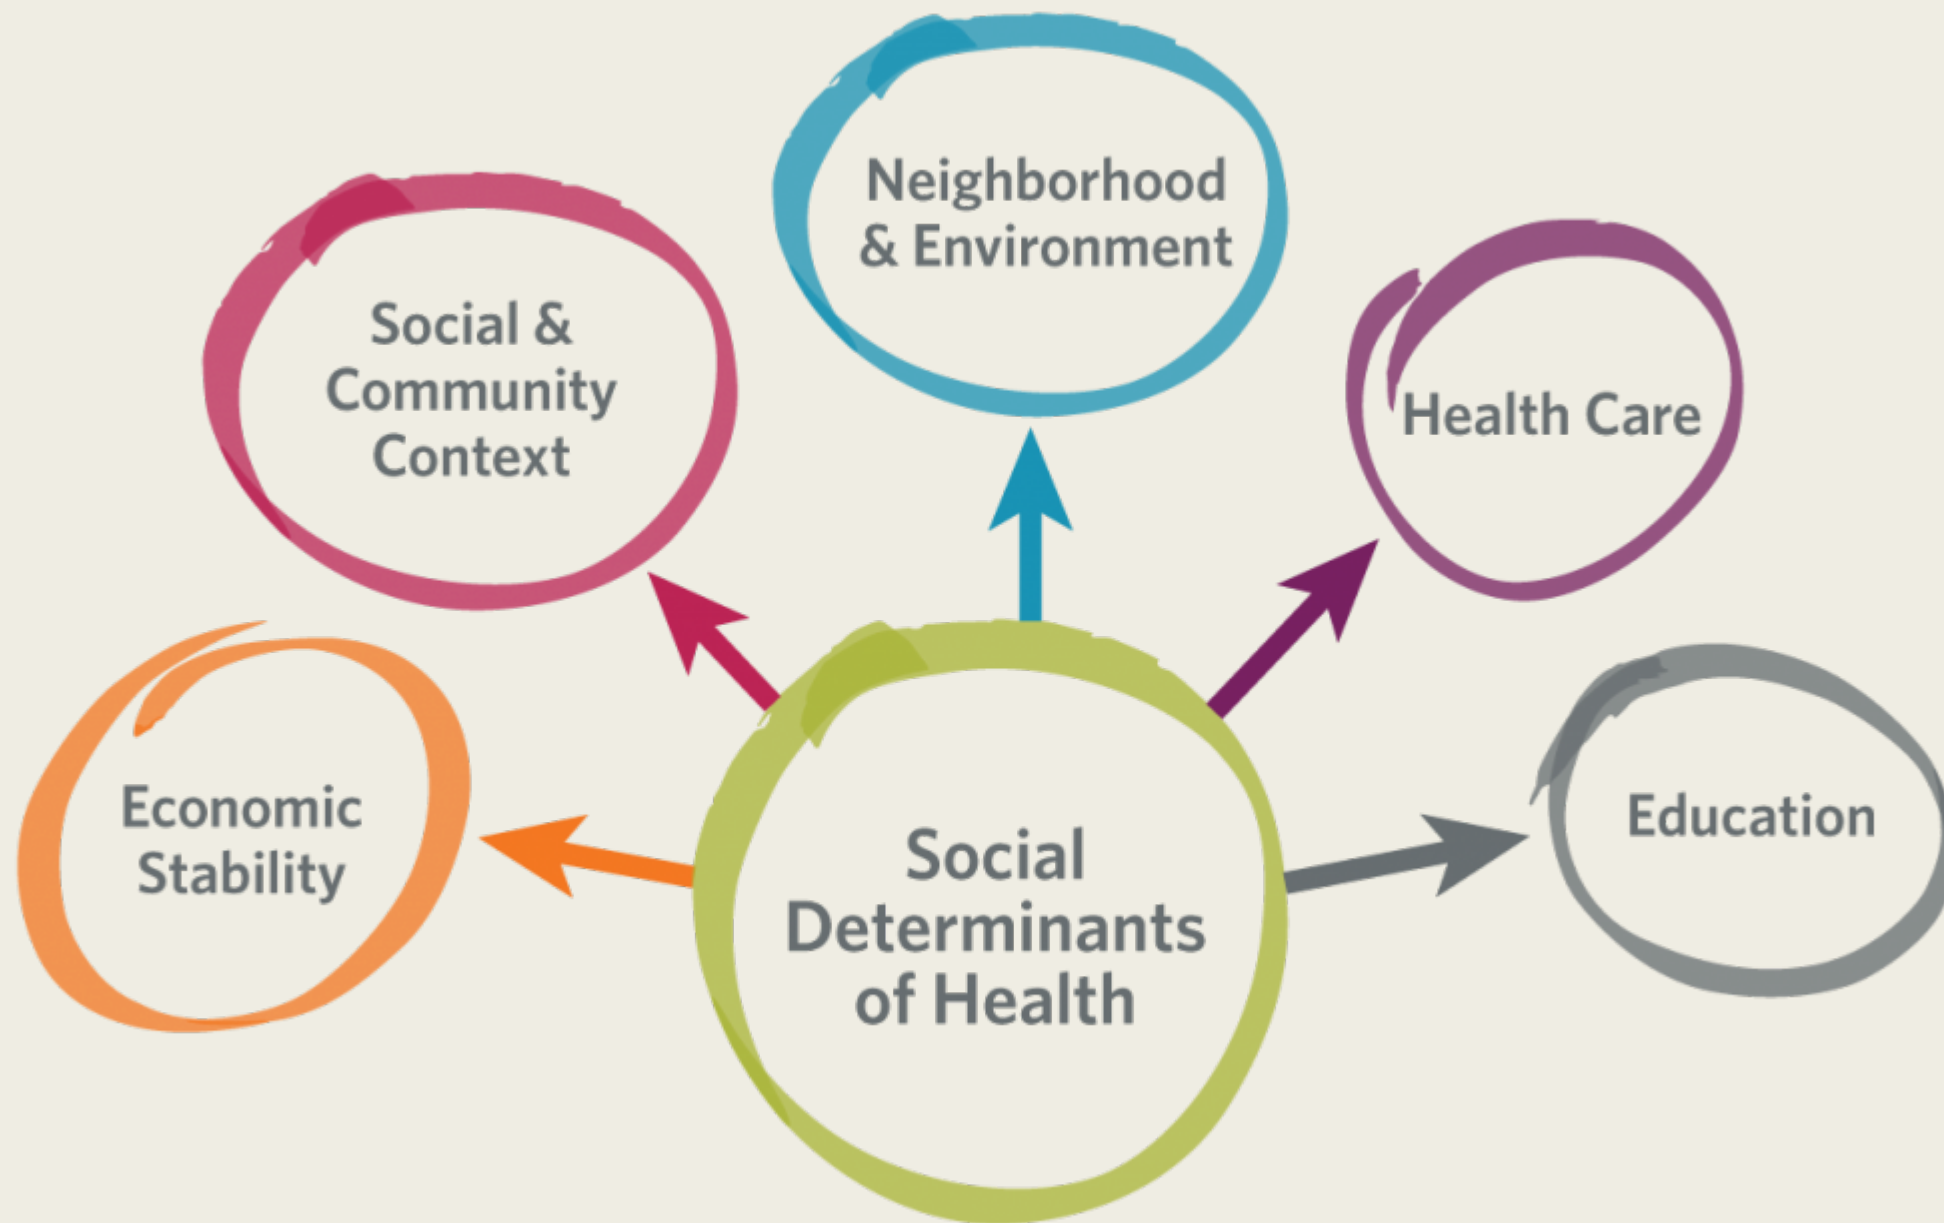 Neighborhood
& Environment
Social &
Community
Context
Health Care
Economic
Stability
Education
Social
Determinants
of Health